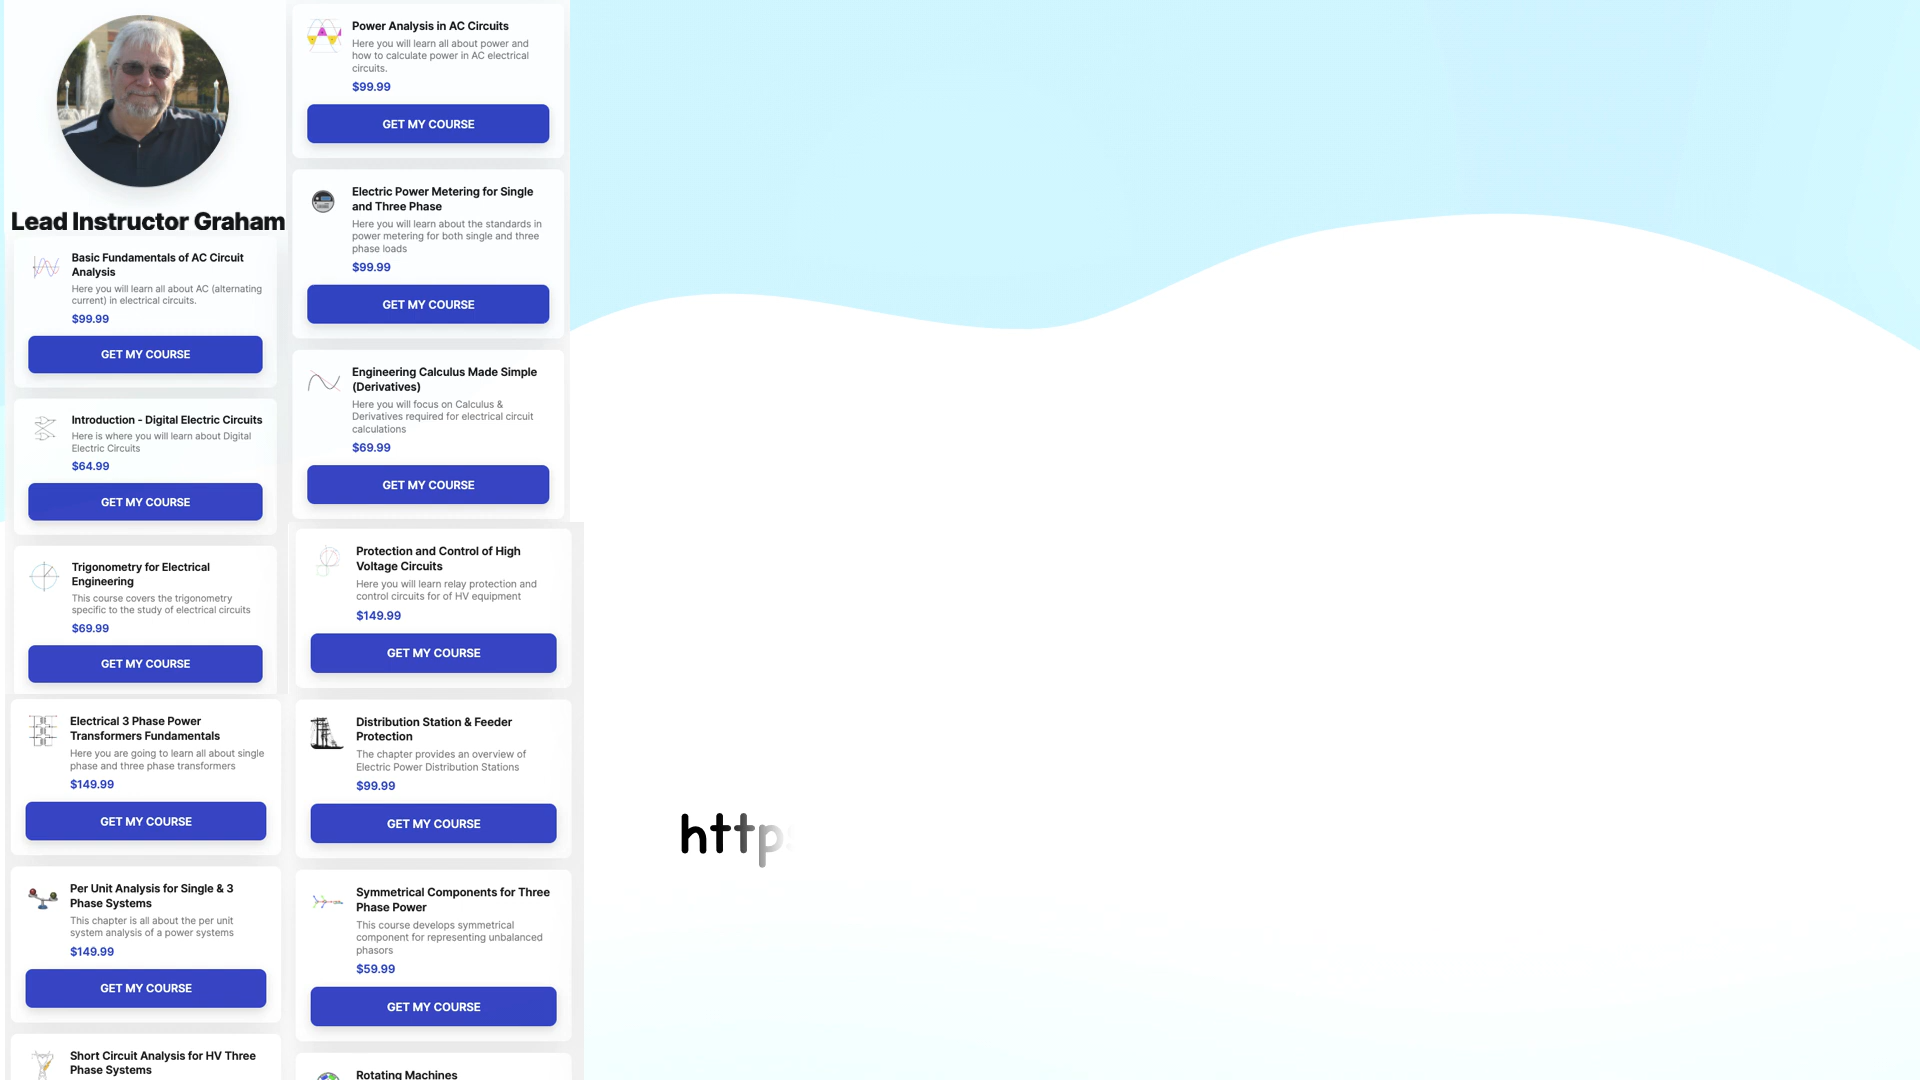 Lead Instructor Graham
Basic Fundamentals of AC Circuit
Analysis
Here you will learn all about AC (alternating
current) in electrical circuits.
$99.99
GET MY COURSE
Introduction - Digital Electric Circuits
Here is where you will learn about Digital
Electric Circuits
$64.99
GET MY COURSE
Trigonometry for Electrical
Engineering
This course covers the trigonometry
specific to the study of electrical circuits
$69.99
GET MY COURSE
Electrical 3 Phase Power
Transformers Fundamentals
Here you are going to learn all about single
phase and three phase transformers
$149.99
GET MY COURSE
Per Unit Analysis for Single & 3
Phase Systems
This chapter is all about the per unit
system analysis of a power systems
$149.99
GET MY COURSE
Short Circuit Analysis for HV Three
Phase Systems
Power Analysis in AC Circuits
Here you will learn all about power and
how to calculate power in AC electrical
circuits.
$99.99
GET MY COURSE
Electric Power Metering for Single
and Three Phase
Here you will learn about the standards in
power metering for both single and three
phase loads
$99.99
GET MY COURSE
Engineering Calculus Made Simple
(Derivatives)
Here you will focus on Calculus &
Derivatives required for electrical circuit
calculations
$69.99
GET MY COURSE
Protection and Control of High
Voltage Circuits
Here you will learn relay protection and
control circuits for of HV equipment
$149.99
GET MY COURSE
Distribution Station & Feeder
Protection
The chapter provides an overview of
Electric Power Distribution Stations
$99.99
GET MY COURSE
Symmetrical Components for Three
Phase Power
This course develops symmetrical
component for representing unbalanced
phasors
$59.99
GET MY COURSE
Rotating Machines
https